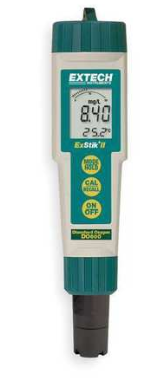 EXTECH
INSTRUMENTS
mg/L
8.40
25.2°C
ExStik II
MODE
HOLD
CAL
RECALL
ON
OFF
Dissolved Oxygen
DO600